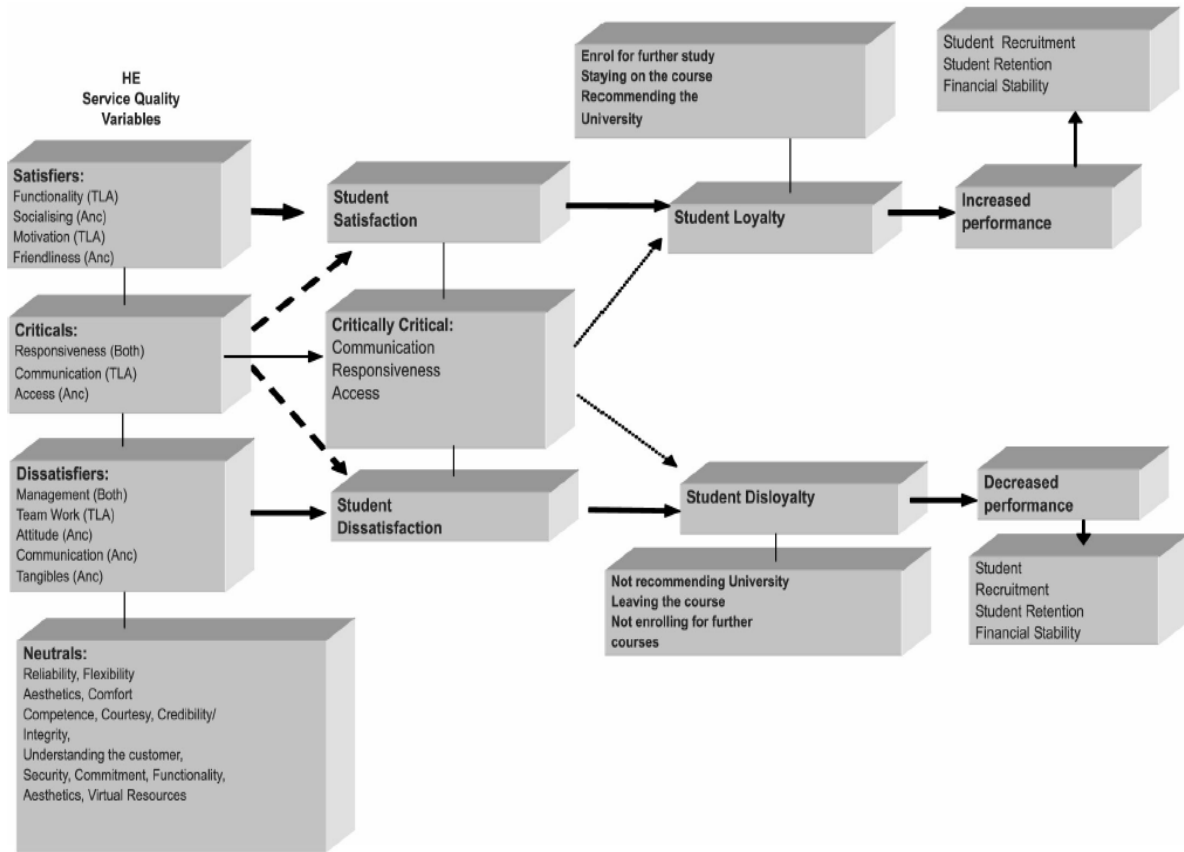 HE
Service Quality
Variables
Satisfiers:
Functionality (TLA)
Socialising (Anc)
Motivation (TLA)
Friendliness (Anc)
Criticals:
Responsiveness (Both)
Communication (TLA)
Access (Anc)
Dissatisfiers:
Management (Both)
Team Work (TLA)
Attitude (Anc)
Communication (Anc)
Tangibles (Anc)
Neutrals:
Reliability, Flexibility
Aesthetics, Comfort
Competence, Courtesy, Credibility/
Integrity,
Understanding the customer,
Security, Commitment, Functionality,
Aesthetics, Virtual Resources
Student
Satisfaction
Critically Critical:
Communication
Responsiveness
Access
Student
Dissatisfaction
Enrol for further study
Staying on the course
Recommending the
University
Student Loyalty
Student Disloyalty
Not recommending University
Leaving the course
Not enrolling for further
courses
Student Recruitment
Student Retention
Financial Stability
Increased
performance
Decreased
performance
Student
Recruitment
Student Retention
Financial Stability